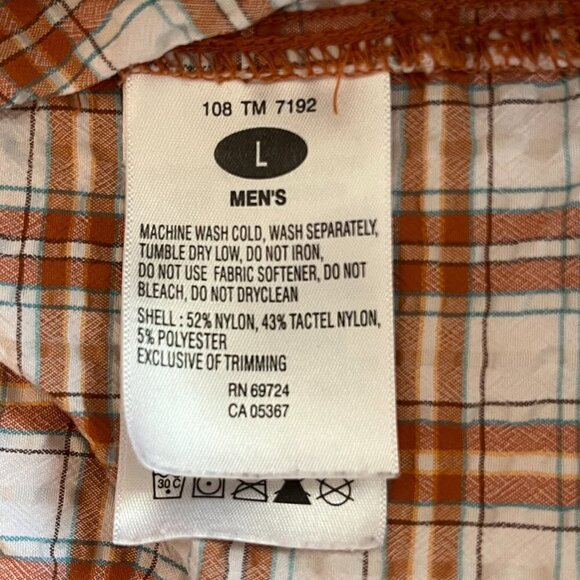 108 TM 7192
L
MEN'S
MACHINE WASH COLD, WASH SEPARATELY,
TUMBLE DRY LOW, DO NOT IRON,
DO NOT USE FABRIC SOFTENER, DO NOT
BLEACH, DO NOT DRYCLEAN
SHELL : 52% NYLON, 43% TACTEL NYLON,
5% POLYESTER
EXCLUSIVE OF TRIMMING
RN 69724
CA 05367
30 C